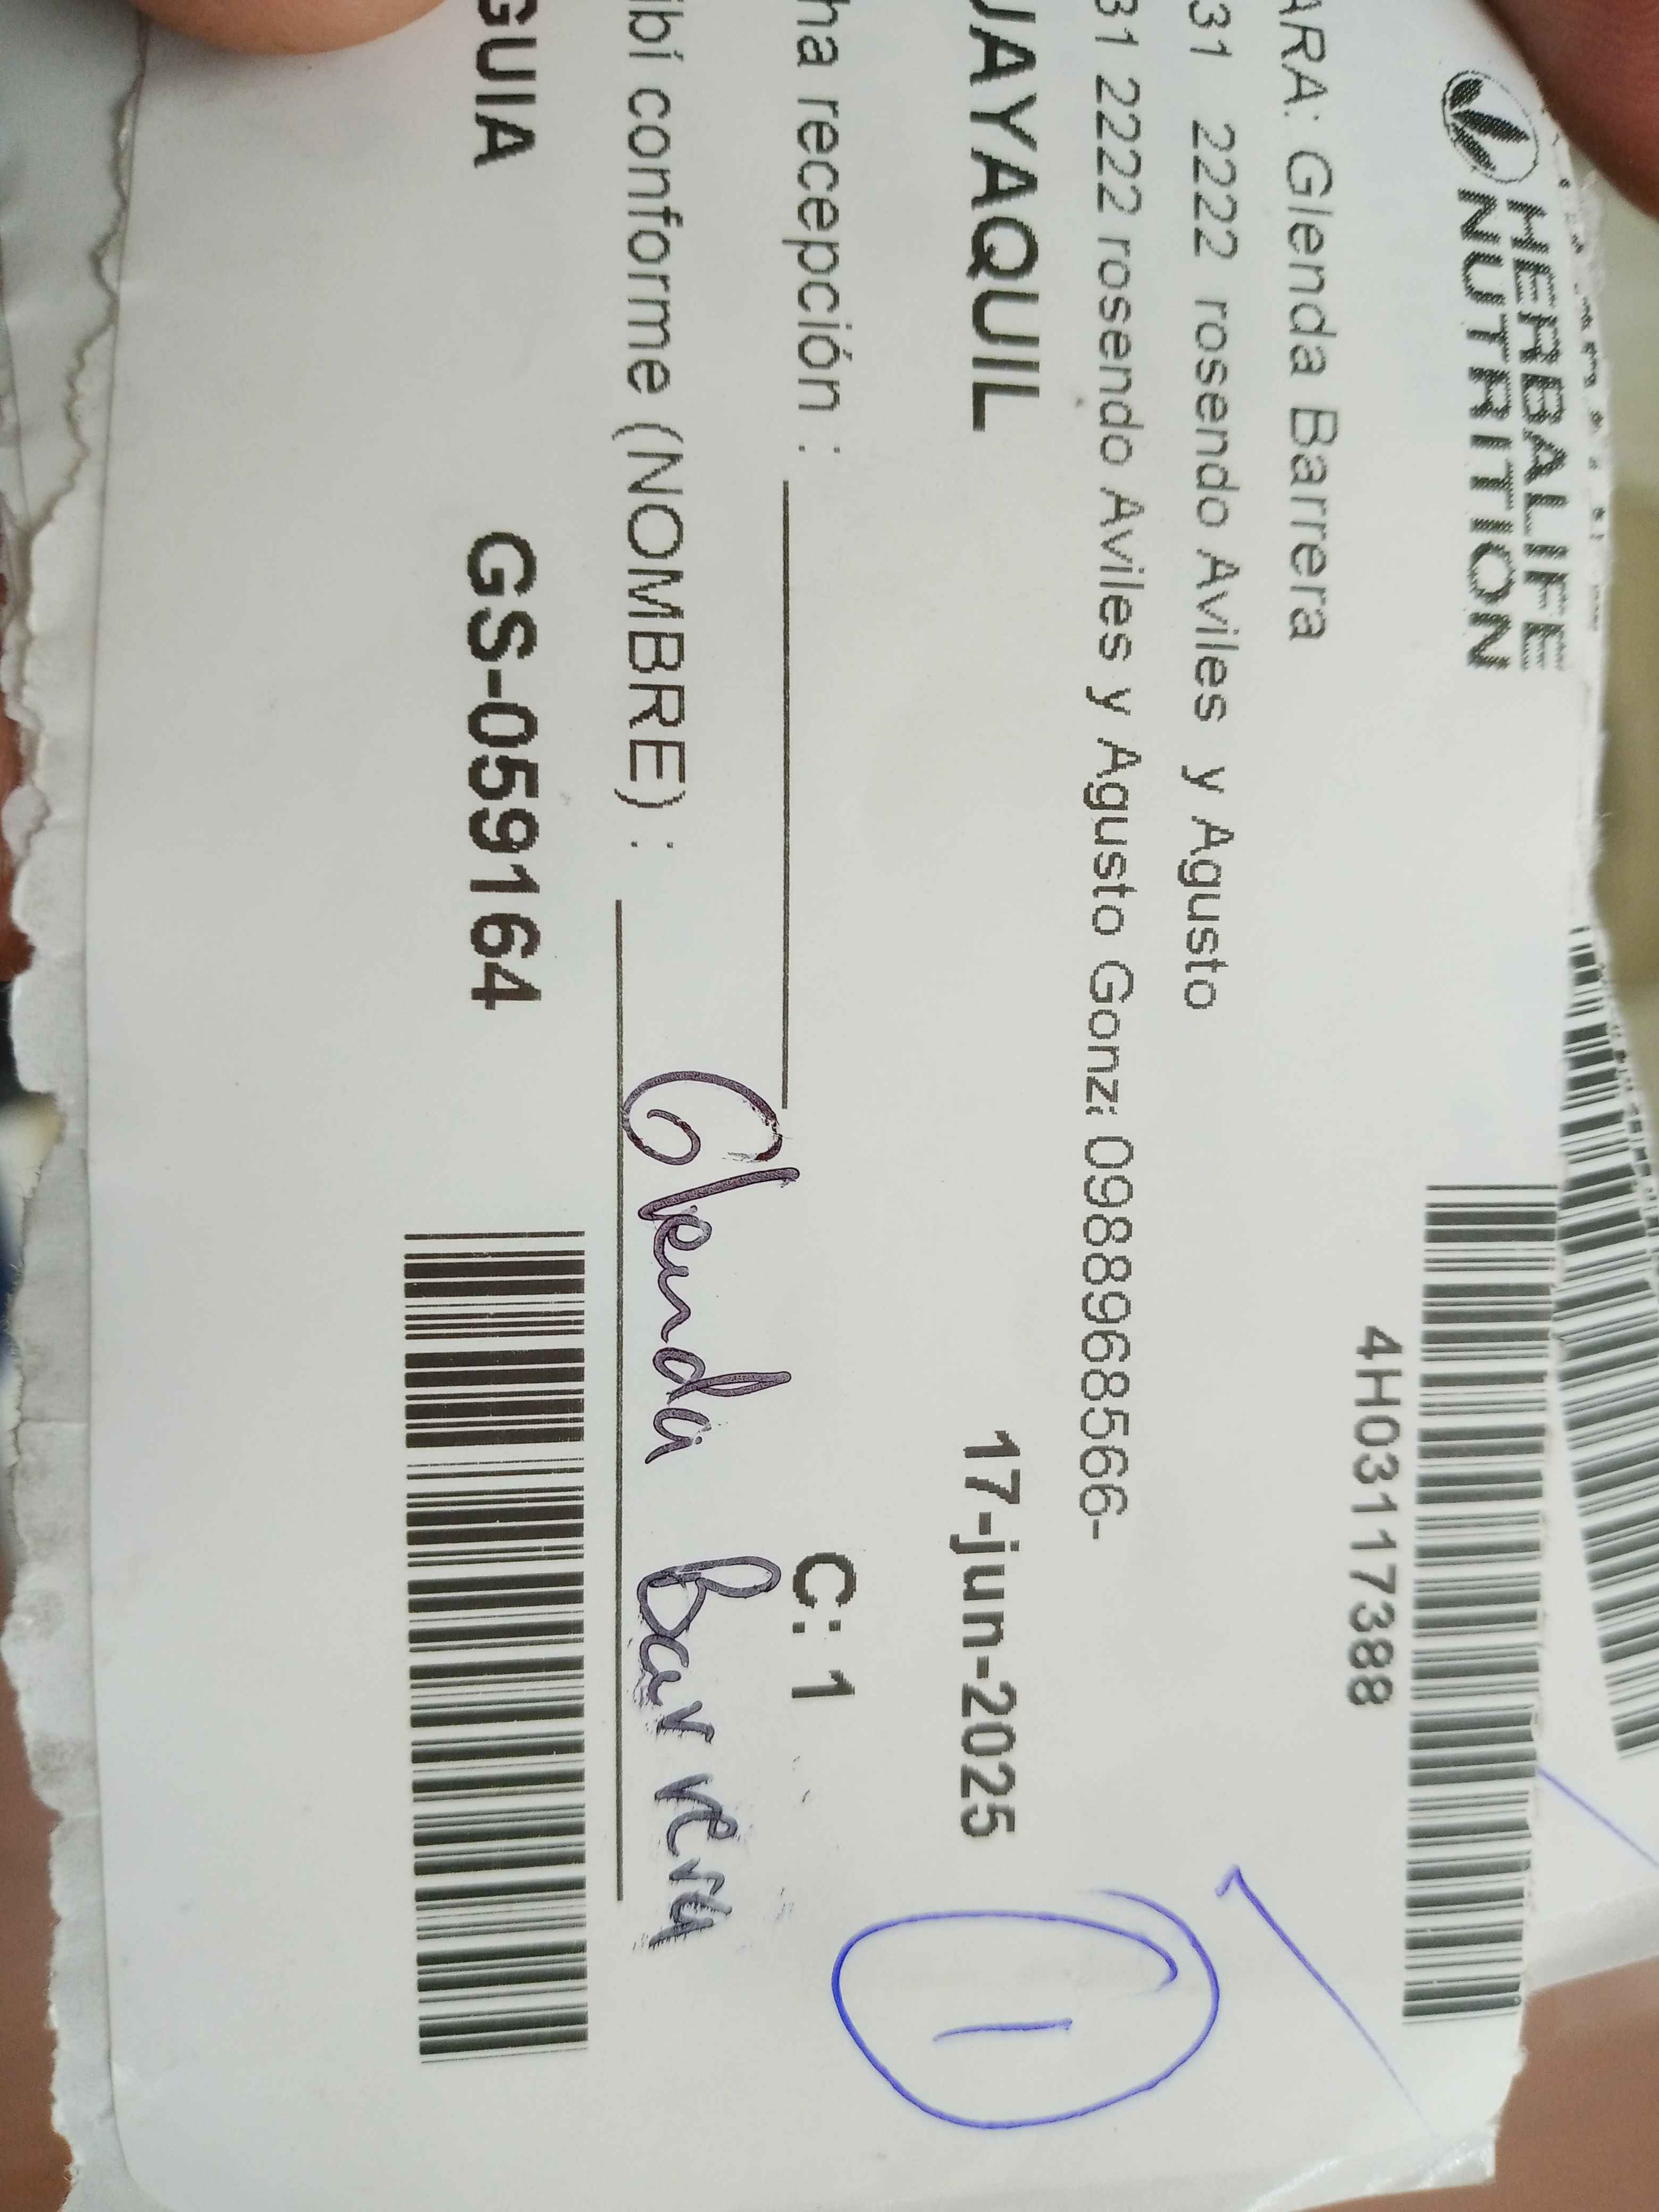 HERBALIFE
NUTRITION
4H03117388
ARA: Glenda Barrera
31 2222 rosendo Aviles y Agusto
31 2222 rosendo Aviles y Agusto Gonz: 0988968566-
JAYAQUIL 17-jun-2025
1
ha recepción : C: 1
ibí conforme (NOMBRE) : Glenda Barrera
GUIA GS-059164